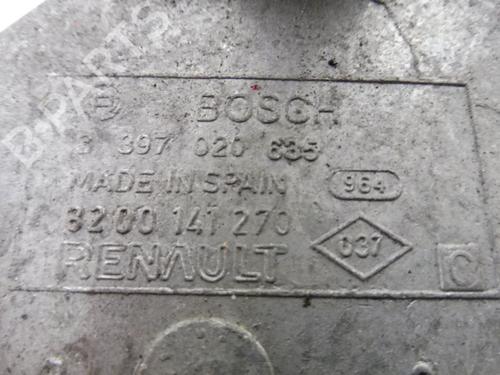 BOSCH
3 397 020 635
MADE IN SPAIN 964
8200 141 270
RENAULT 037 C
B-PARTS